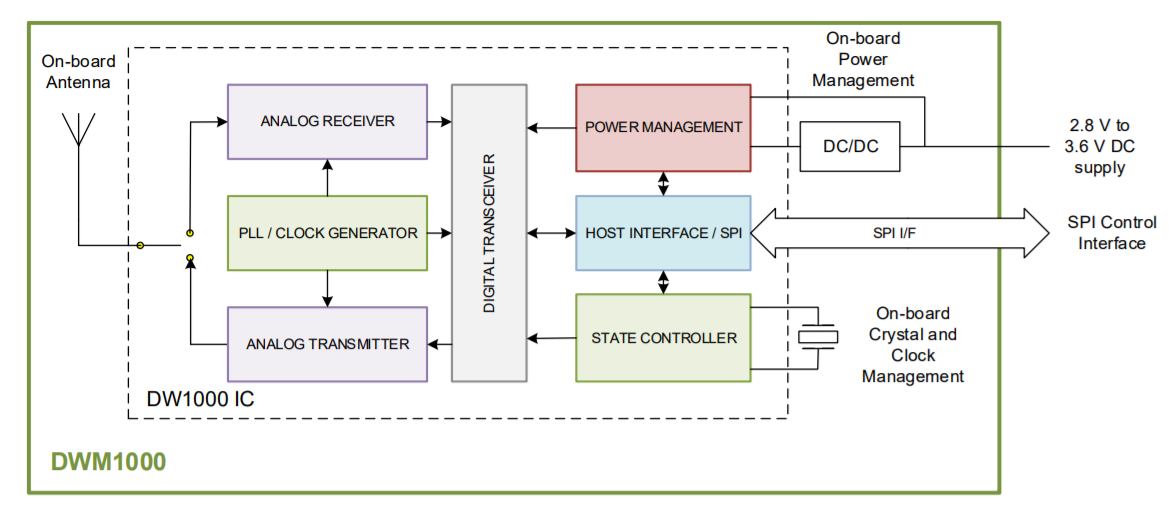 On-board
Antenna
ANALOG RECEIVER
PLL / CLOCK GENERATOR
ANALOG TRANSMITTER
DIGITAL TRANSCEIVER
POWER MANAGEMENT
HOST INTERFACE / SPI
STATE CONTROLLER
On-board
Power
Management
DC/DC
2.8 V to
3.6 V DC
supply
SPI I/F
SPI Control
Interface
On-board
Crystal and
Clock
Management
DW1000 IC
DWM1000